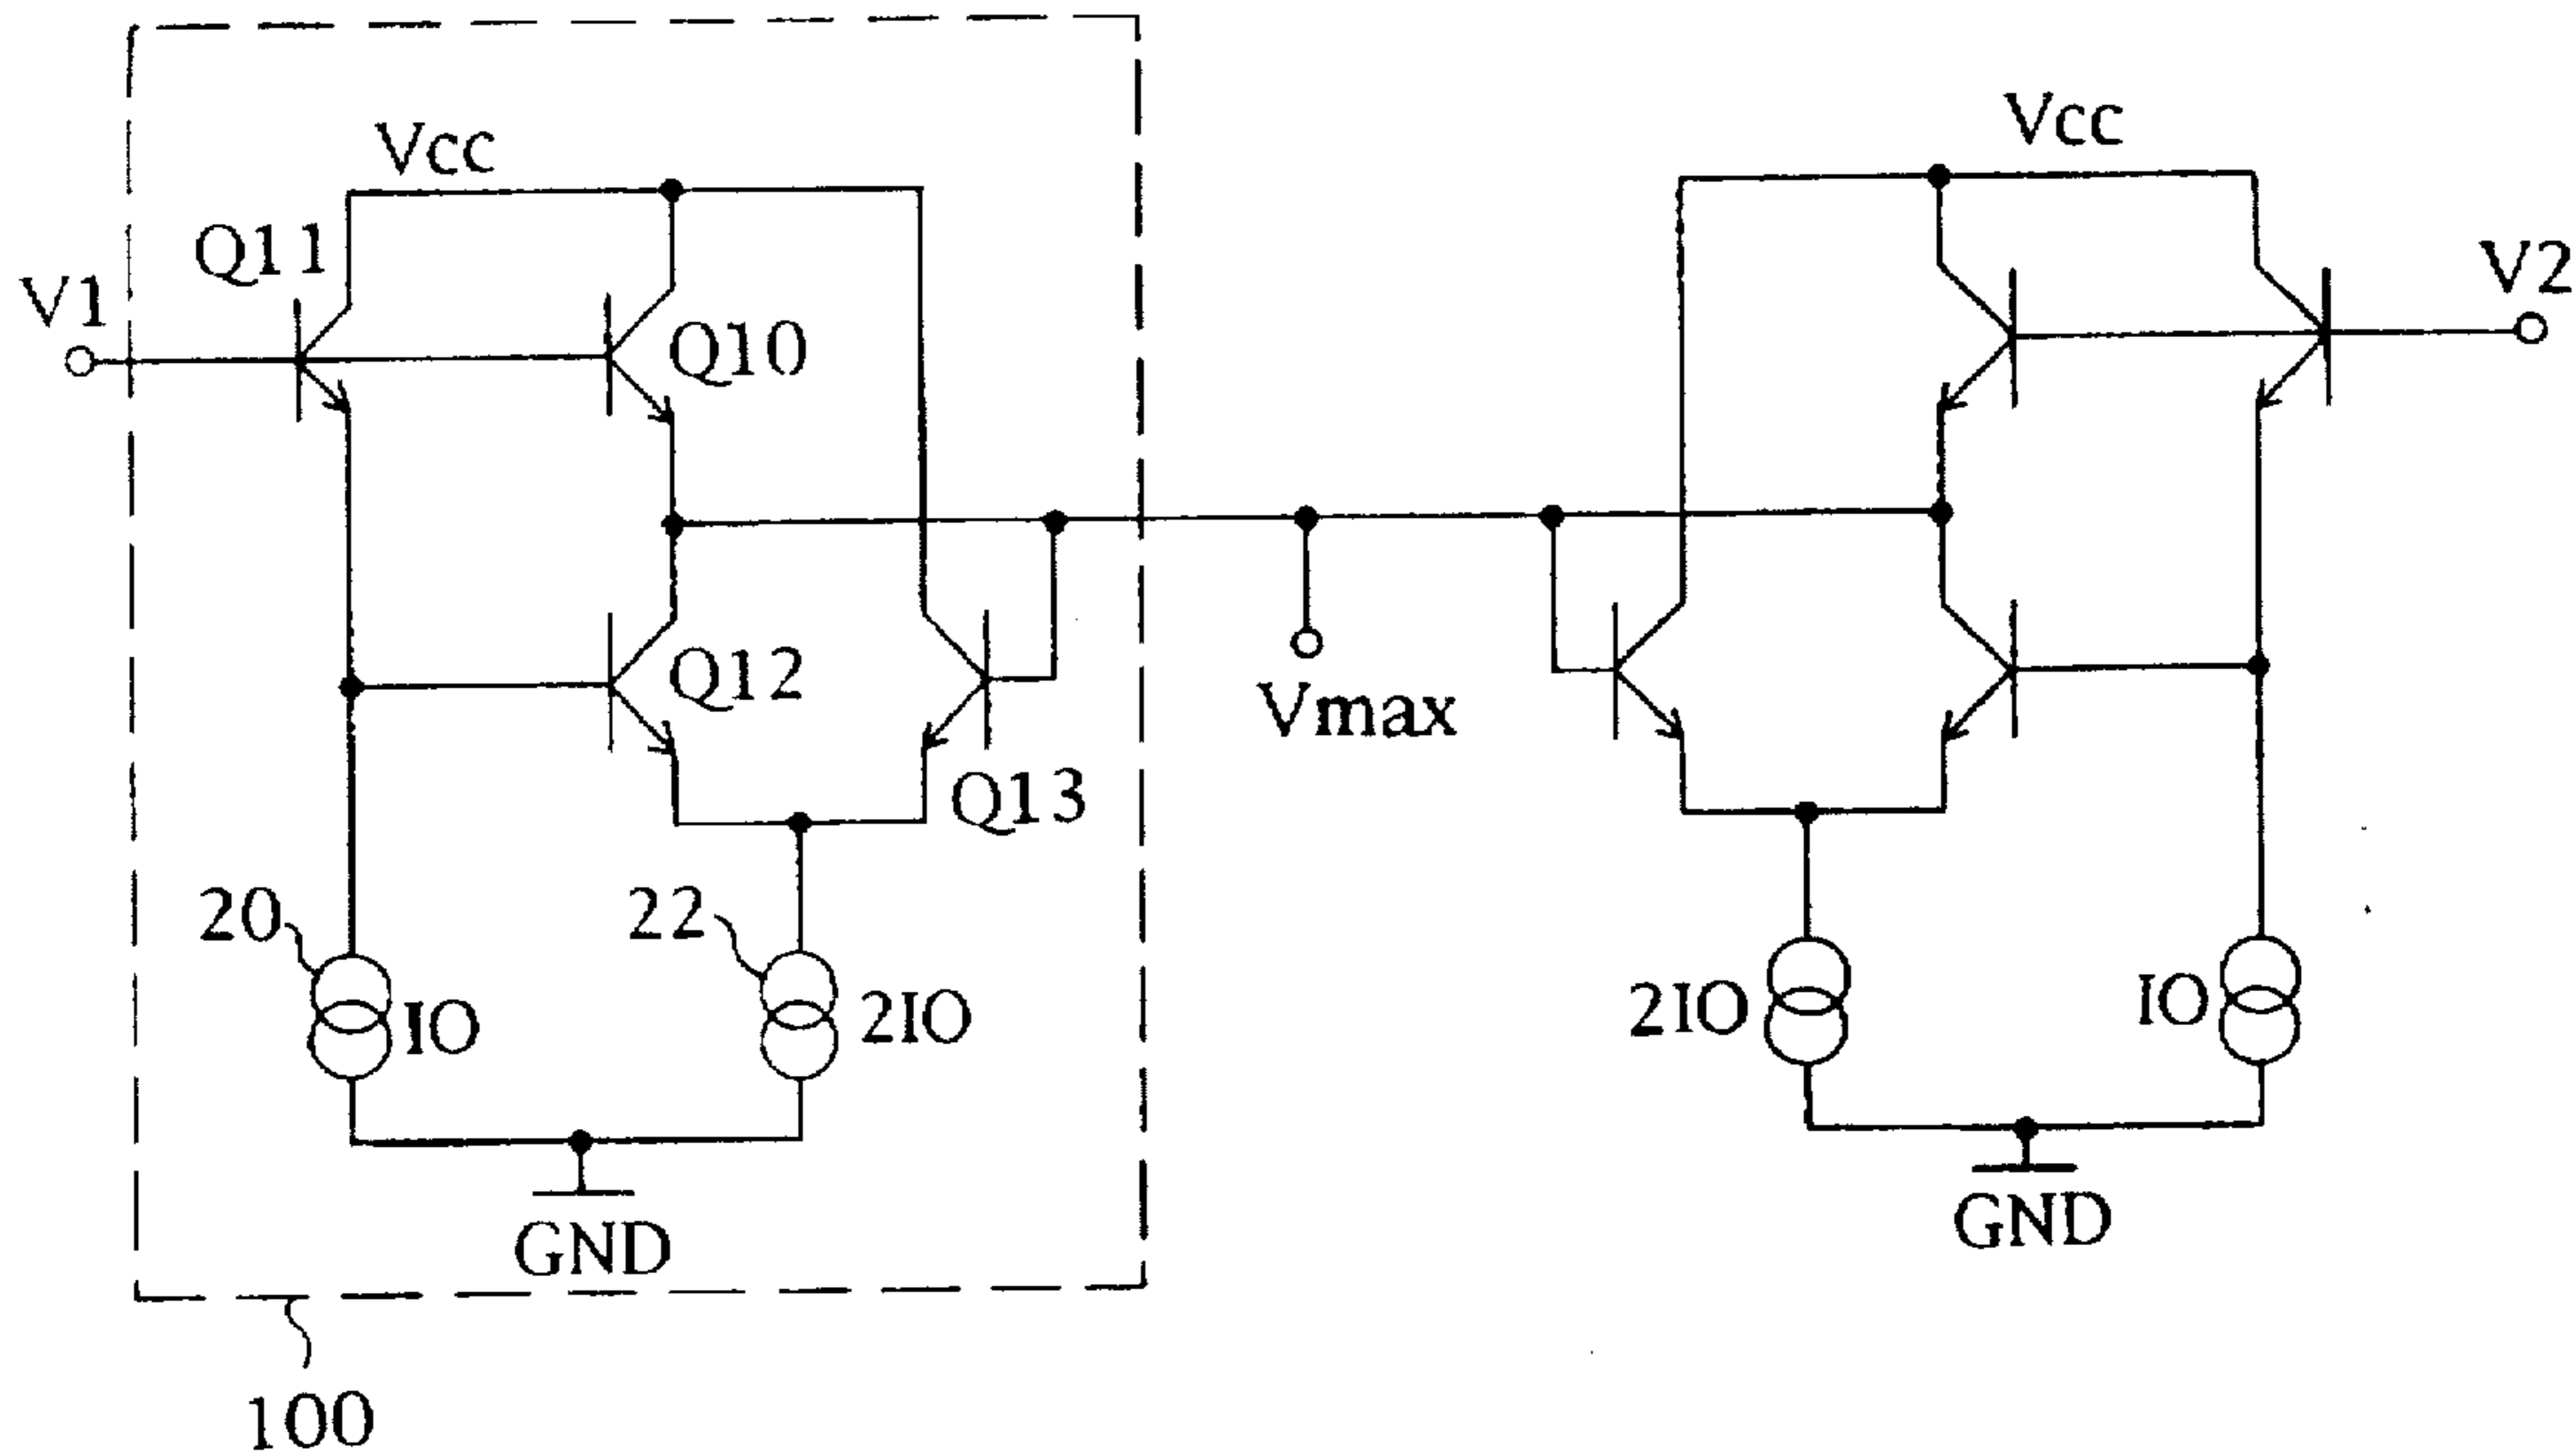 Vcc
Vcc
Q11
V1
Q10
V2
Q12
Vmax
Q13
20
IO
22
2IO
2IO
IO
GND
GND
100